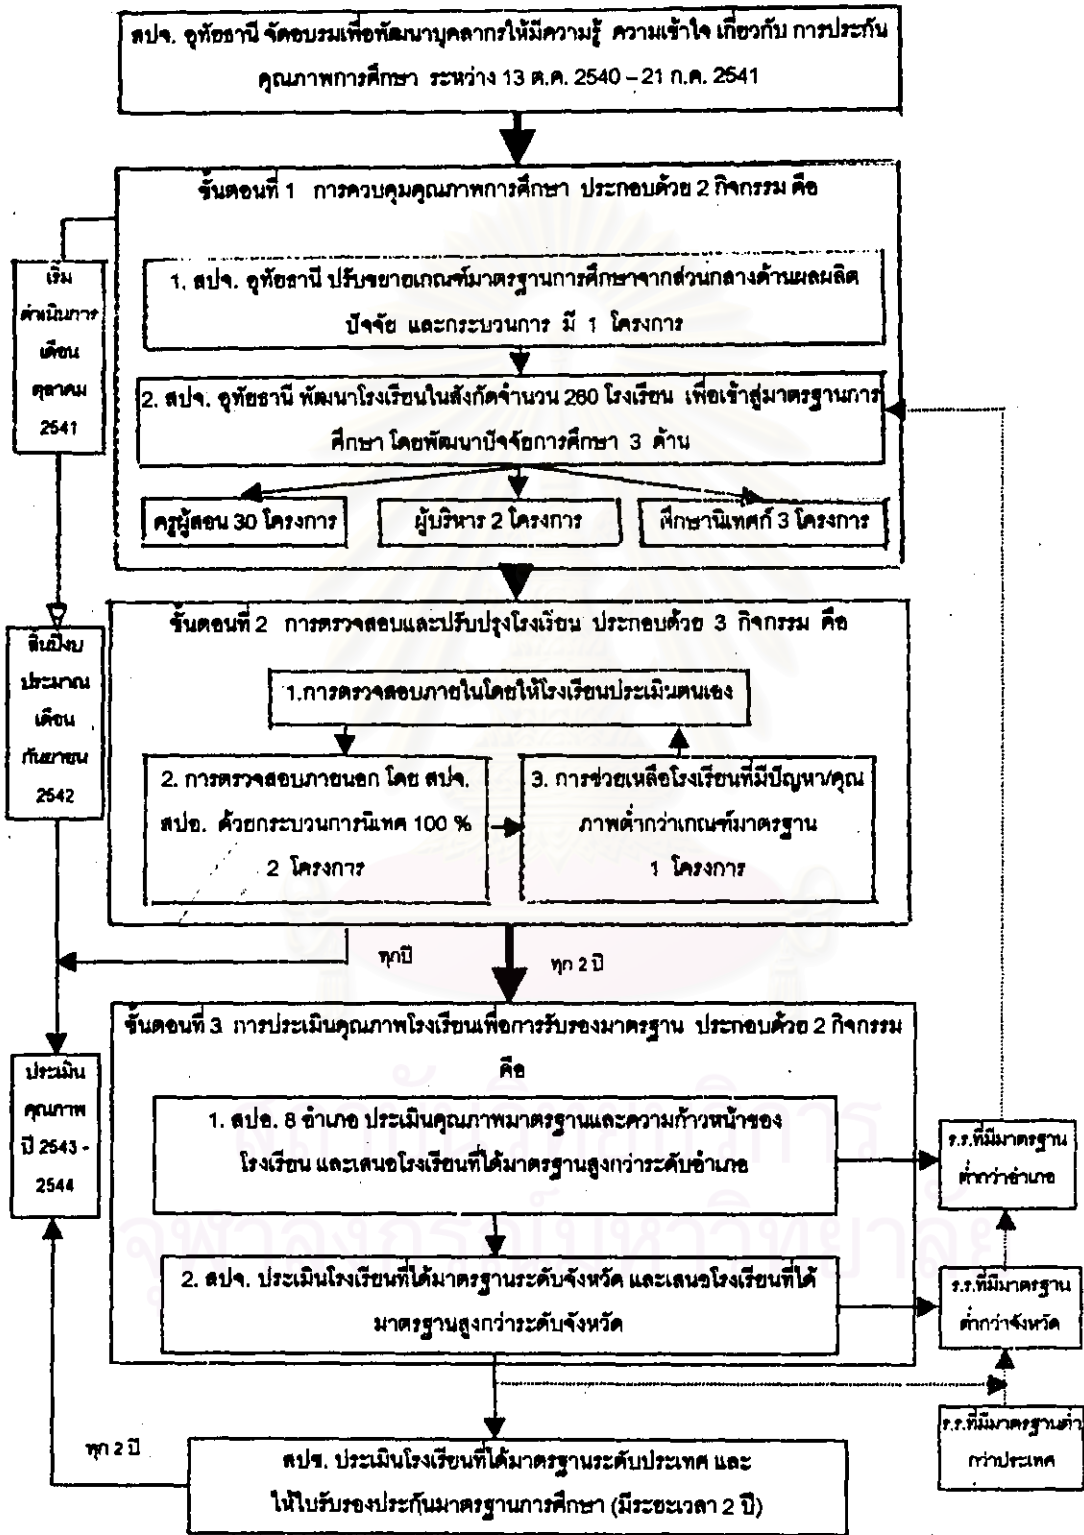 สปจ. อุทัยธานี จัดอบรมเพื่อพัฒนาบุคลากรให้มีความรู้ ความเข้าใจ เกี่ยวกับ การประกัน
คุณภาพการศึกษา ระหว่าง 13 ต.ค. 2540 – 21 ก.ค. 2541
ขั้นตอนที่ 1 การควบคุมคุณภาพการศึกษา ประกอบด้วย 2 กิจกรรม คือ
เริ่ม
ดำเนินการ
เดือน
ตุลาคม
2541
1. สปจ. อุทัยธานี ปรับขยายเกณฑ์มาตรฐานการศึกษาจากส่วนกลางด้านผลผลิต
ปัจจัย และกระบวนการ มี 1 โครงการ
2. สปจ. อุทัยธานี พัฒนาโรงเรียนในสังกัดจำนวน 260 โรงเรียน เพื่อเข้าสู่มาตรฐานการ
ศึกษา โดยพัฒนาปัจจัยการศึกษา 3 ด้าน
ครูผู้สอน 30 โครงการ
ผู้บริหาร 2 โครงการ
ศึกษานิเทศก์ 3 โครงการ
ขั้นตอนที่ 2 การตรวจสอบและปรับปรุงโรงเรียน ประกอบด้วย 3 กิจกรรม คือ
สิ้นปีงบ
ประมาณ
เดือน
กันยายน
2542
1.การตรวจสอบภายในโดยให้โรงเรียนประเมินตนเอง
2. การตรวจสอบภายนอก โดย สปจ.
สปอ. ด้วยกระบวนการนิเทศ 100 %
2 โครงการ
3. การช่วยเหลือโรงเรียนที่มีปัญหา/คุณ
ภาพต่ำกว่าเกณฑ์มาตรฐาน
1 โครงการ
ทุกปี
ทุก 2 ปี
ขั้นตอนที่ 3 การประเมินคุณภาพโรงเรียนเพื่อการรับรองมาตรฐาน ประกอบด้วย 2 กิจกรรม
คือ
ประเมิน
คุณภาพ
ปี 2543 -
2544
1. สปอ. 8 อำเภอ ประเมินคุณภาพมาตรฐานและความก้าวหน้าของ
โรงเรียน และเสนอโรงเรียนที่ได้มาตรฐานสูงกว่าระดับอำเภอ
ร.ร.ที่มีมาตรฐาน
ต่ำกว่าอำเภอ
2. สปจ. ประเมินโรงเรียนที่ได้มาตรฐานระดับจังหวัด และเสนอโรงเรียนที่ได้
มาตรฐานสูงกว่าระดับจังหวัด
ร.ร.ที่มีมาตรฐาน
ต่ำกว่าจังหวัด
ร.ร.ที่มีมาตรฐานต่ำ
กว่าประเทศ
ทุก 2 ปี
สปช. ประเมินโรงเรียนที่ได้มาตรฐานระดับประเทศ และ
ให้ใบรับรองประกันมาตรฐานการศึกษา (มีระยะเวลา 2 ปี)
สถาบันวิทยบริการ
จุฬาลงกรณ์มหาวิทยาลัย